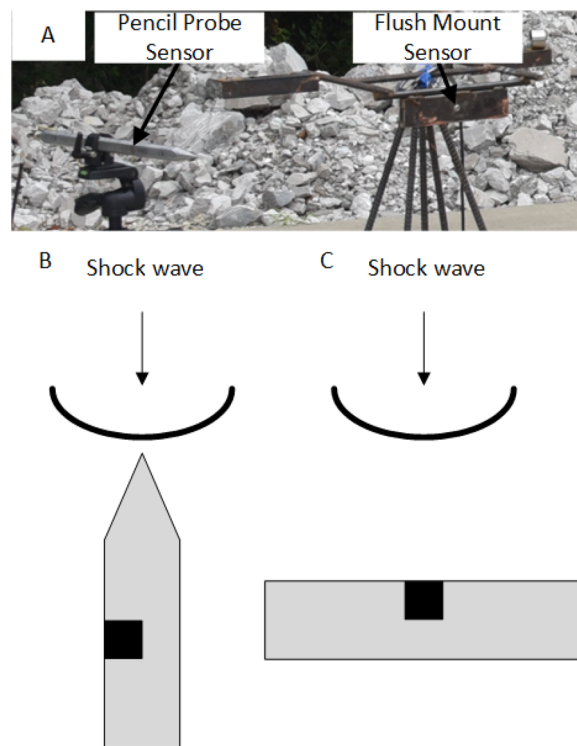 A
Pencil Probe
Sensor
Flush Mount
Sensor
B
Shock wave
C
Shock wave